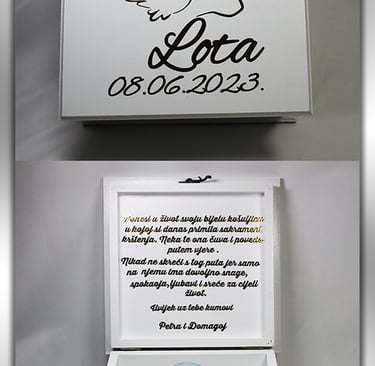 Lota
08.06.2023.
Ponesi u život svoju bijelu košuljinu
u kojoj si danas primila sakrament
krštenja. Neka te ona čuva i povede
putem vjere .
Nikad ne skreći s tog puta jer samo
na njemu ima dovoljno snage,
spokoja,ljubavi i sreće za cijeli
život.
Uvijek uz tebe kumovi
Petra i Domagoj